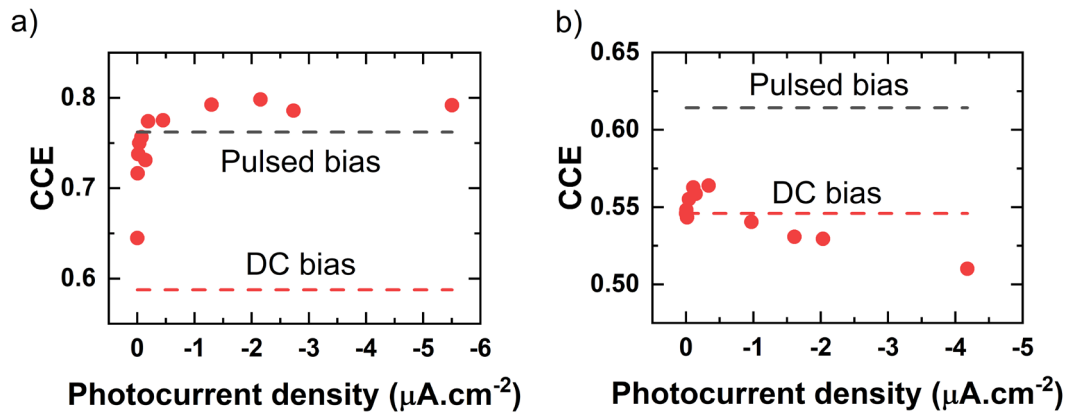 a)
CCE
0.8
0.7
0.6
Pulsed bias
DC bias
0 -1 -2 -3 -4 -5 -6
Photocurrent density (μA.cm-2)
b)
CCE
0.65
0.60
0.55
0.50
Pulsed bias
DC bias
0 -1 -2 -3 -4 -5
Photocurrent density (μA.cm-2)